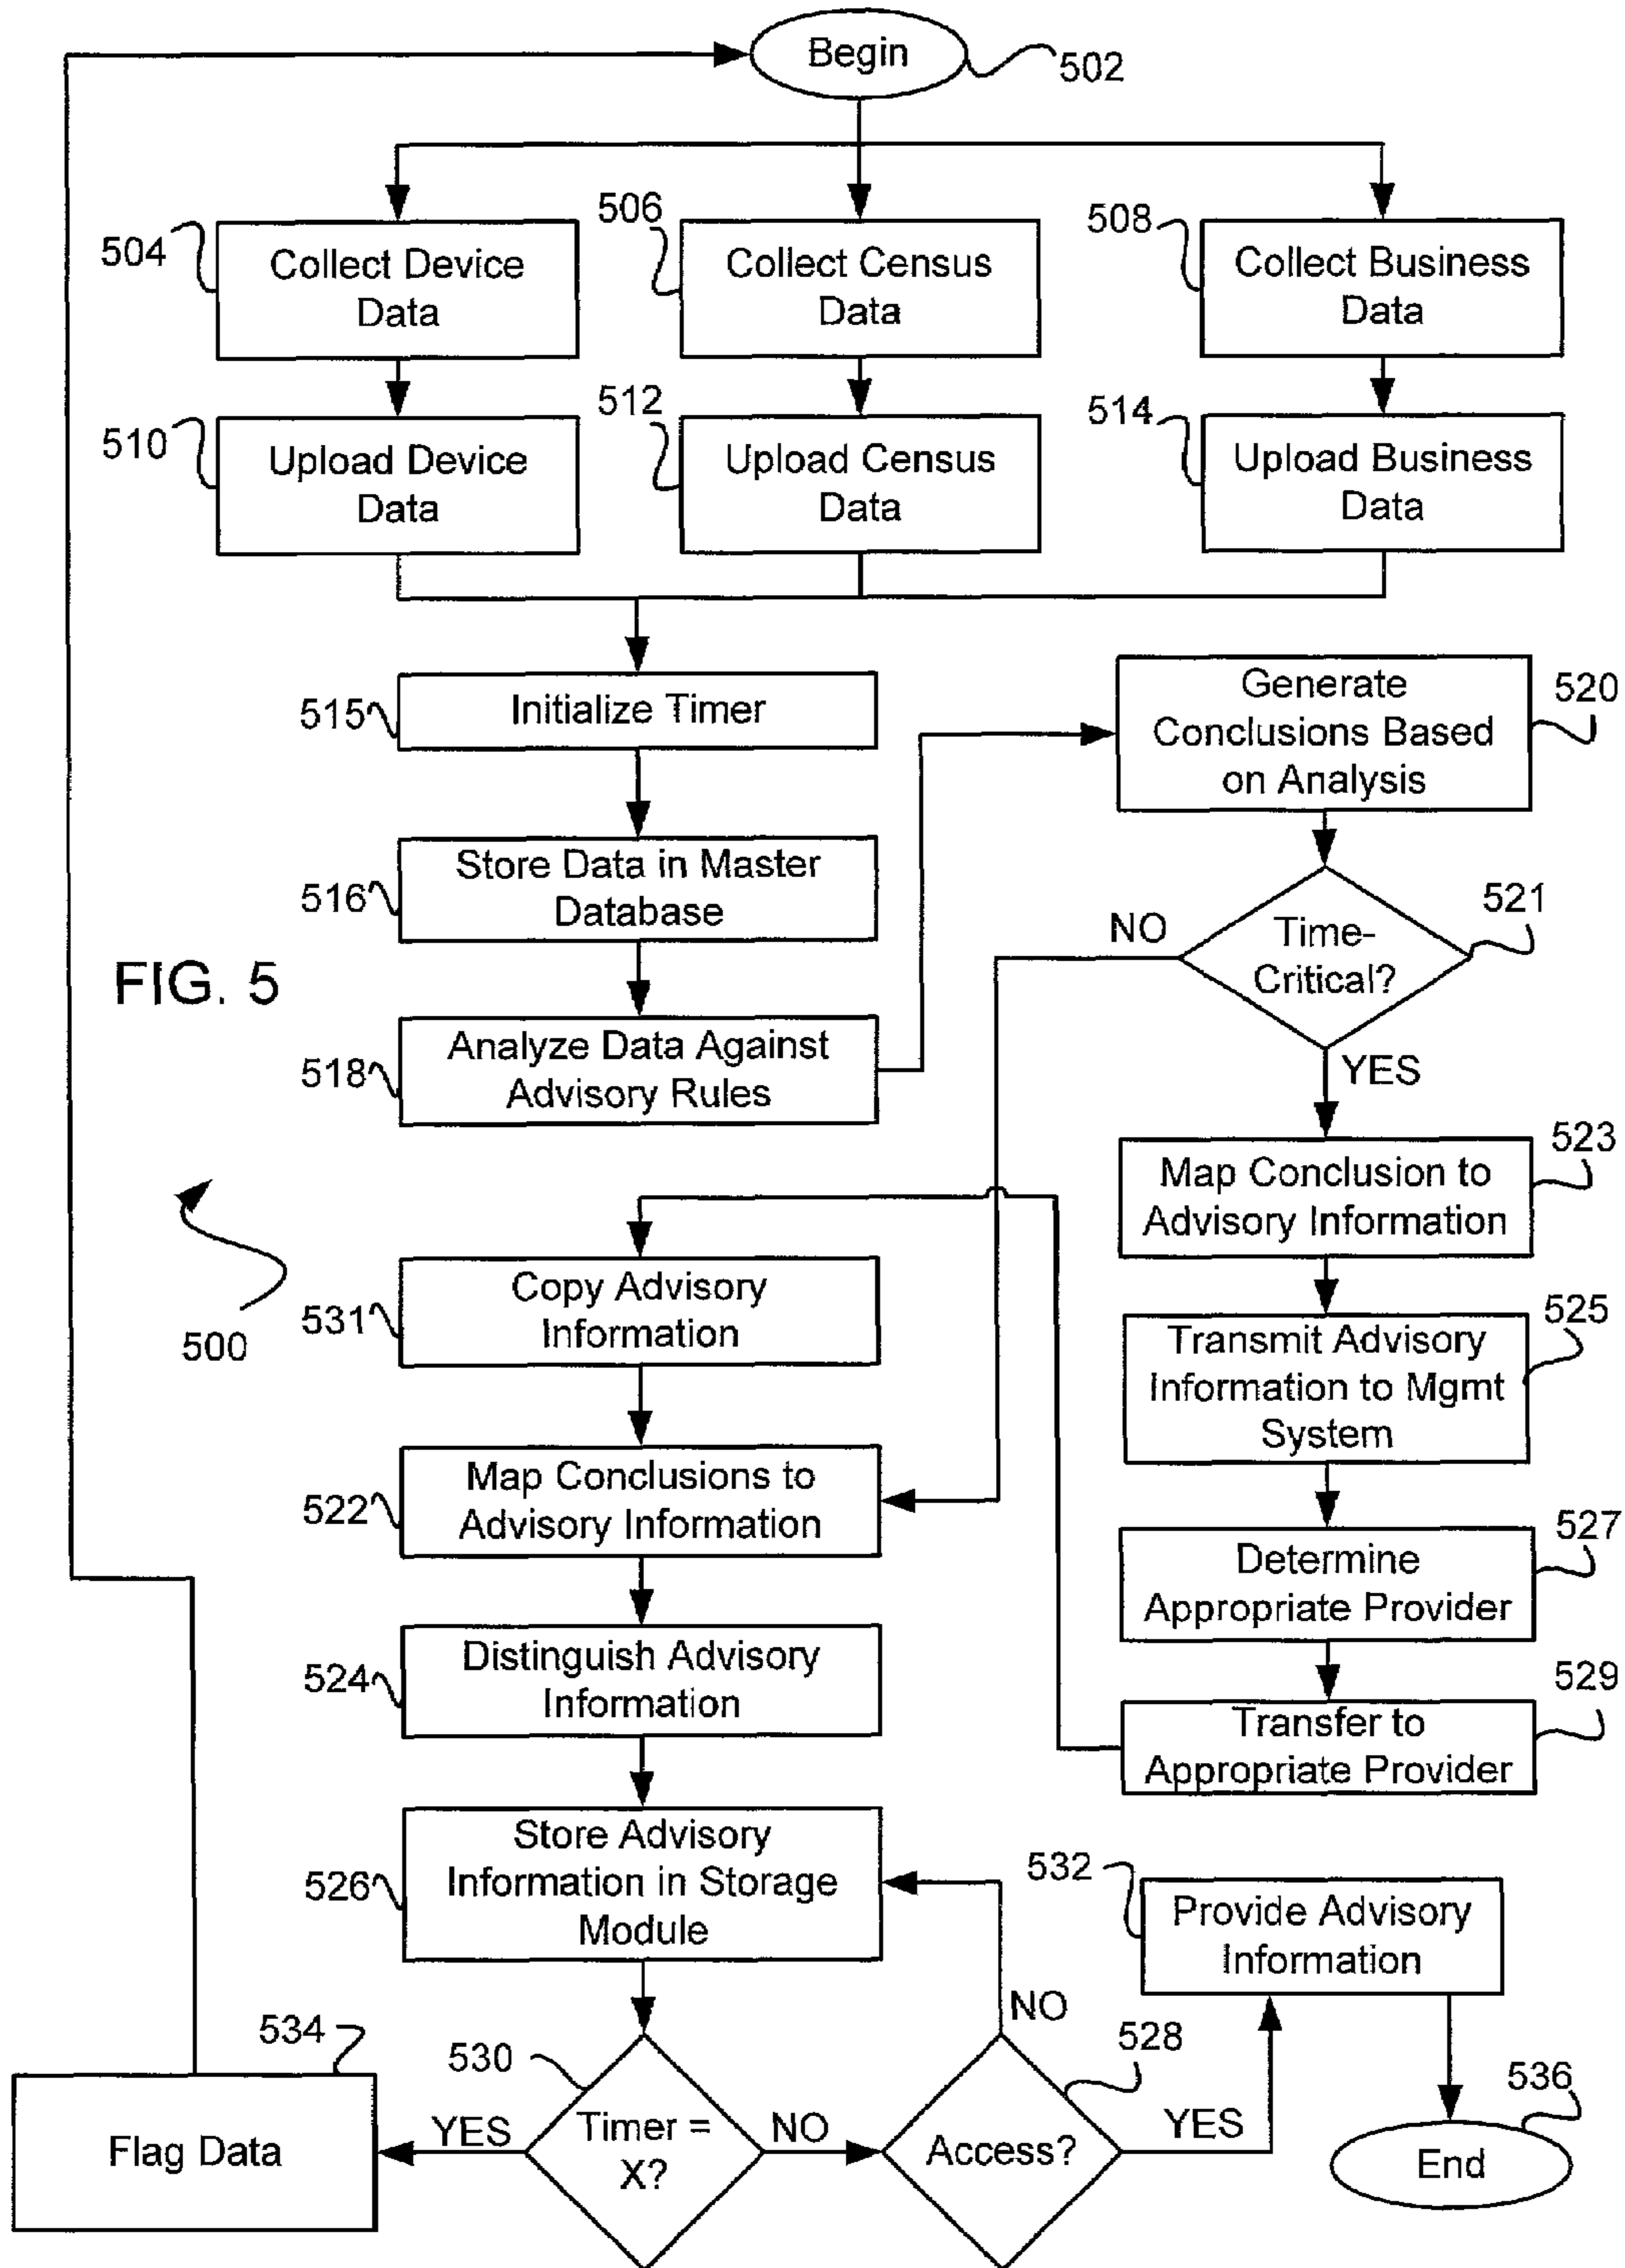 Begin
502
504
Collect Device
Data
506
Collect Census
Data
508
Collect Business
Data
510
Upload Device
Data
512
Upload Census
Data
514
Upload Business
Data
515
Initialize Timer
516
Store Data in Master
Database
518
Analyze Data Against
Advisory Rules
FIG. 5
500
Generate
Conclusions Based
on Analysis
520
Time-
Critical?
521
NO
YES
Map Conclusion to
Advisory Information
523
Transmit Advisory
Information to Mgmt
System
525
Determine
Appropriate Provider
527
Transfer to
Appropriate Provider
529
531
Copy Advisory
Information
522
Map Conclusions to
Advisory Information
524
Distinguish Advisory
Information
526
Store Advisory
Information in Storage
Module
530
Timer =
X?
YES
NO
534
Flag Data
528
Access?
NO
YES
532
Provide Advisory
Information
536
End